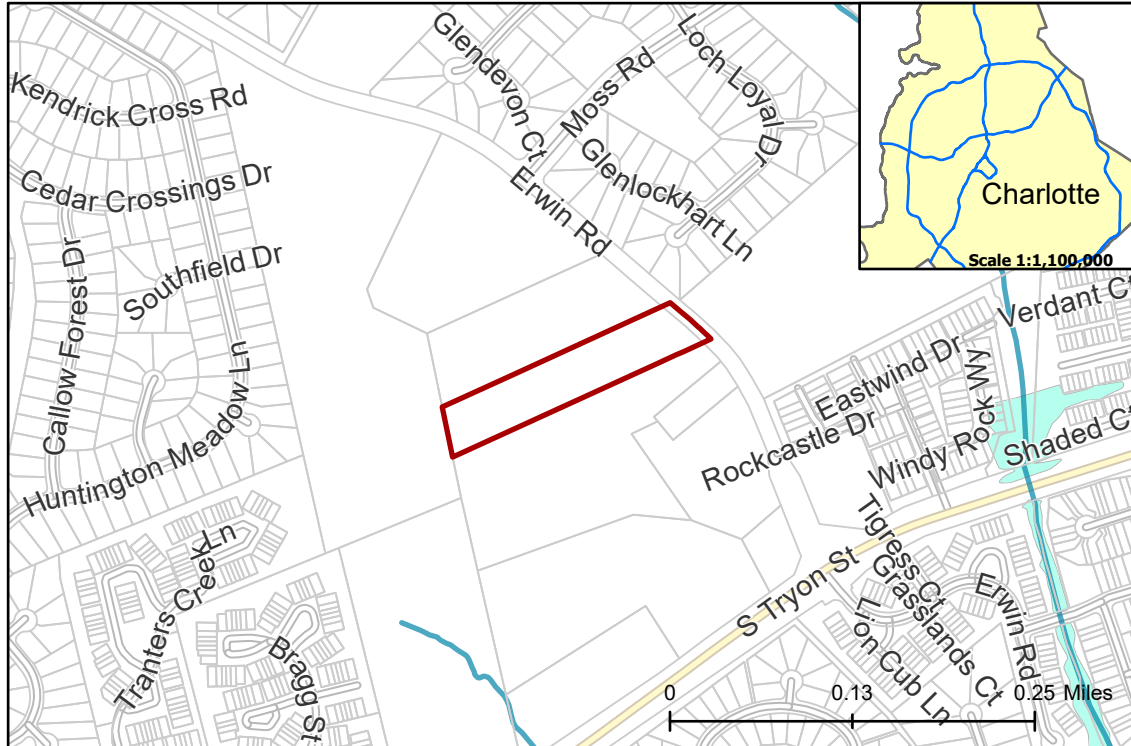 Kendrick Cross Rd
Cedar Crossings Dr
Callow Forest Dr
Southfield Dr
Huntington Meadow Ln
Tranters Creek Ln
Bragg St
Glendevon Ct
Moss Rd
Loch Loyal Dr
Glenlockhart Ln
Erwin Rd
Charlotte
Scale 1:1,100,000
Verdant Ct
Eastwind Dr
Rockcastle Dr
Windy Rock Way
Shaded Ct
S Tryon St
Tigress Ct
Grasslands Ct
Lion Cub Ln
Erwin Rd
0 0.13 0.25 Miles